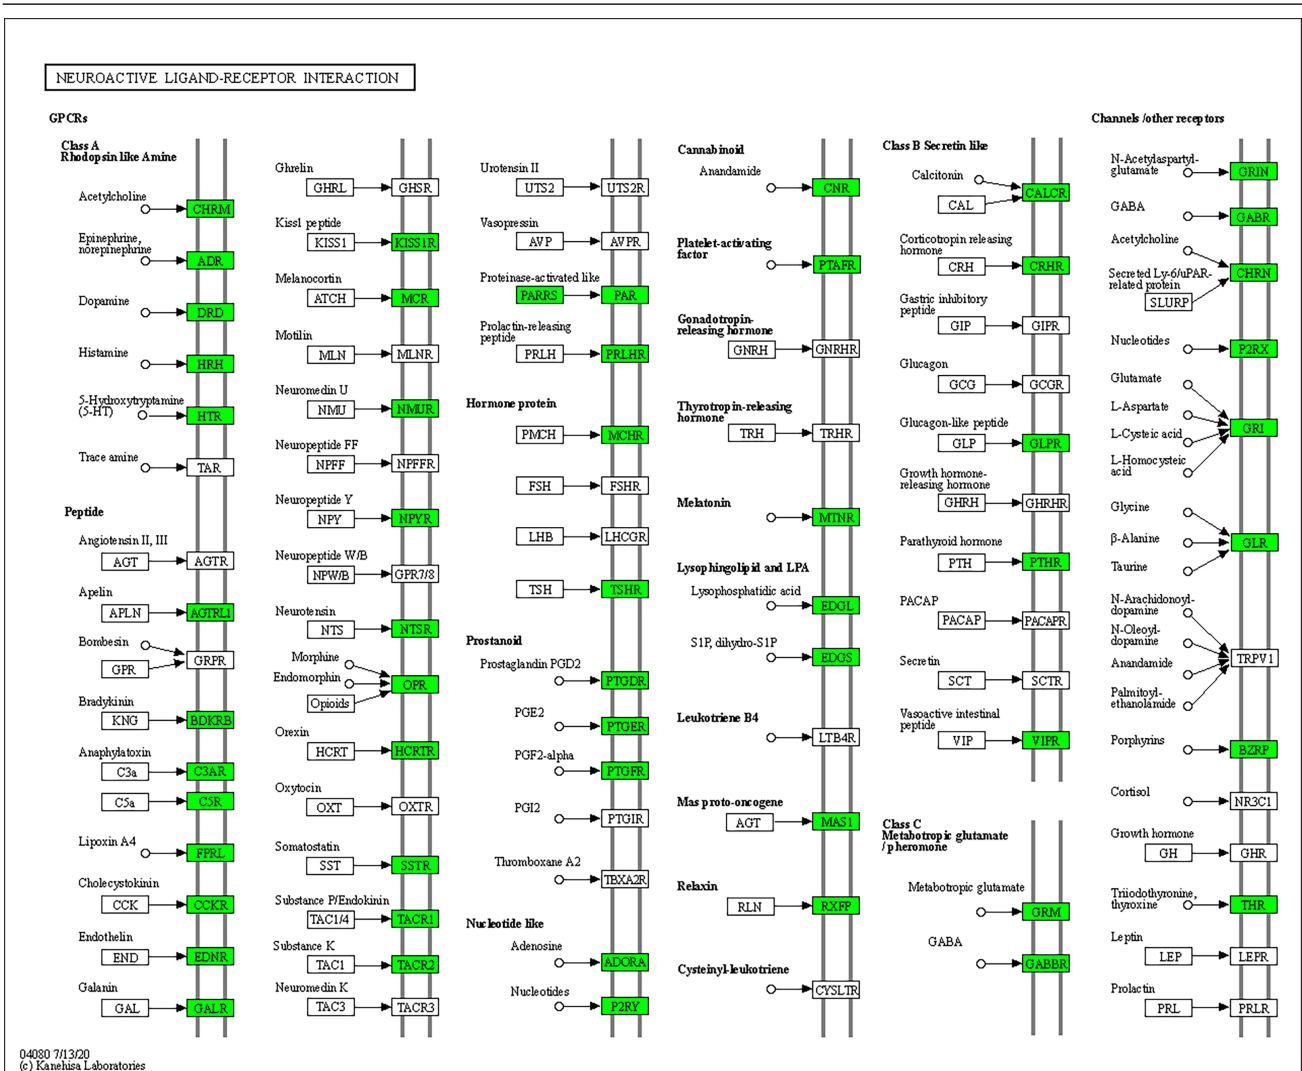 NEUROACTIVE LIGAND-RECEPTOR INTERACTION
GPCRs
Class A
Rhodopsin like Amine
Acetylcholine
CHRM
Epinephrine,
norepinephrine
ADR
Dopamine
DRD
Histamine
HRH
5-Hydroxytryptamine
(5-HT)
HTR
Trace amine
TAR
Peptide
Angiotensin II, III
AGT
AGTR
Apelin
APLN
AGTRL1
Bombesin
GPR
GRPR
Bradykinin
KNG
BDKRB
Anaphylatoxin
C3a
C3AR
C5a
C5R
Lipoxin A4
FPRL
Cholecystokinin
CCK
CCKR
Endothelin
END
EDNR
Galanin
GAL
GALR
Ghrelin
GHRL
GHSR
Kiss1 peptide
KISS1
KISS1R
Melanocortin
ATCH
MCR
Motilin
MLN
MLNR
Neuromedin U
NMU
NMUR
Neuropeptide FF
NPFF
NPFFR
Neuropeptide Y
NPY
NPYR
Neuropeptide W/B
NPW/B
GPR7/8
Neurotensin
NTS
NTSR
Morphine
Endomorphin
Opioids
OPR
Orexin
HCRT
HCRTR
Oxytocin
OXT
OXTR
Somatostatin
SST
SSTR
Substance P/Endokinin
TAC1/4
TACR1
Substance K
TAC1
TACR2
Neuromedin K
TAC3
TACR3
Urotensin II
UTS2
UTS2R
Vasopressin
AVP
AVPR
Proteinase-activated like
PARRS
PAR
Prolactin-releasing
peptide
PRLH
PRLHR
Hormone protein
PMCH
MCHR
FSH
FSHR
LHB
LHCGR
TSH
TSHR
Prostanoid
Prostaglandin PGD2
PTGDR
PGE2
PTGER
PGF2-alpha
PTGFR
PGI2
PTGIR
Thromboxane A2
TBXA2R
Nucleotide like
Adenosine
ADORA
Nucleotides
P2RY
Cannabinoid
Anandamide
CNR
Platelet-activating
factor
PTAFR
Gonadotropin-
releasing hormone
GNRH
GNRHR
Thyrotropin-releasing
hormone
TRH
TRHR
Melatonin
MTNR
Lysophingolipid and LPA
Lysophosphatidic acid
EDGL
S1P, dihydro-S1P
EDGS
Leukotriene B4
LTB4R
Mas proto-oncogene
AGT
MAS1
Relaxin
RLN
RXFP
Cysteinyl-leukotriene
CYSLTR
Class B Secretin like
Calcitonin
CAL
CALCR
Corticotropin releasing
hormone
CRH
CRHR
Gastric inhibitory
peptide
GIP
GIPR
Glucagon
GCG
GCGR
Glucagon-like peptide
GLP
GLPR
Growth hormone-
releasing hormone
GHRH
GHRHR
Parathyroid hormone
PTH
PTHR
PACAP
PACAP
PACAPR
Secretin
SCT
SCTR
Vasoactive intestinal
peptide
VIP
VIPR
Class C
Metabotropic glutamate
/ pheromone
Metabotropic glutamate
GRM
GABA
GABBR
Channels /other receptors
N-Acetylaspartyl-
glutamate
GRIN
GABA
GABR
Acetylcholine
CHRN
Secreted Ly-6/uPAR-
related protein
SLURP
Nucleotides
P2RX
Glutamate
L-Aspartate
L-Cysteic acid
L-Homocysteic
acid
GRI
Glycine
β-Alanine
Taurine
GLR
N-Arachidonoyl-
dopamine
N-Oleoyl-
dopamine
Anandamide
Palmitoyl-
ethanolamide
TRPV1
Porphyrins
BZRP
Cortisol
NR3C1
Growth hormone
GH
GHR
Triiodothyronine,
thyroxine
THR
Leptin
LEP
LEPR
Prolactin
PRL
PRLR
04080 7/13/20
(c) Kanehisa Laboratories